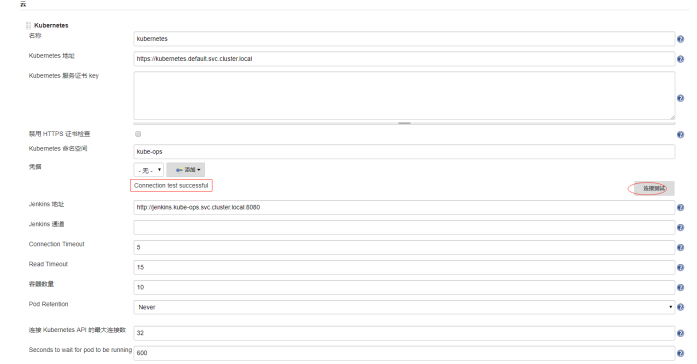 云
Kubernetes
名称 kubernetes
Kubernetes 地址 https://kubernetes.default.svc.cluster.local
Kubernetes 服务证书 key
禁用 HTTPS 证书检查
Kubernetes 命名空间 kube-ops
凭据 - 无 - 添加
Connection test successful 连接测试
Jenkins 地址 http://jenkins.kube-ops.svc.cluster.local:8080
Jenkins 通道
Connection Timeout 5
Read Timeout 15
容器数量 10
Pod Retention Never
连接 Kubernetes API 的最大连接数 32
Seconds to wait for pod to be running 600